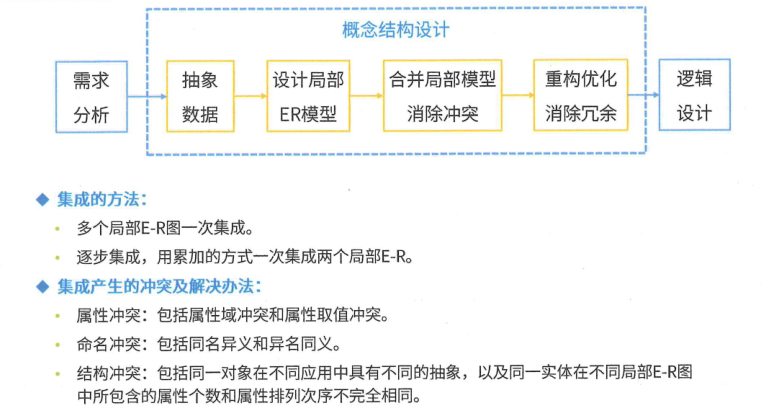 概念结构设计
需求
分析
抽象
数据
设计局部
ER模型
合并局部模型
消除冲突
重构优化
消除冗余
逻辑
设计
集成的方法：
多个局部E-R图一次集成。
逐步集成，用累加的方式一次集成两个局部E-R。
集成产生的冲突及解决办法：
属性冲突：包括属性域冲突和属性取值冲突。
命名冲突：包括同名异义和异名同义。
结构冲突：包括同一对象在不同应用中具有不同的抽象，以及同一实体在不同局部E-R图
中所包含的属性个数和属性排列次序不完全相同。